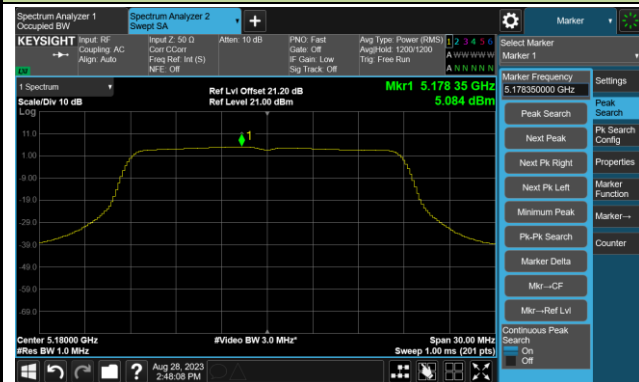 Spectrum Analyzer 1
Occupied BW
Spectrum Analyzer 2
Swept SA
+
Marker
KEYSIGHT
Input: RF
Coupling: AC
Align: Auto
Input Z: 50 Ω
Corr CCorr
Freq Ref: Int (S)
NFE: Off
Atten: 10 dB
PNO: Fast
Gate: Off
IF Gain: Low
Sig Track: Off
Avg Type: Power (RMS)
Avg|Hold: 1200/1200
Trig: Free Run
1 2 3 4 5 6
A W W W W W
A N N N N N
LXI
Select Marker
Marker 1
1 Spectrum
Scale/Div 10 dB
Log
Ref Lvl Offset 21.20 dB
Ref Level 21.00 dBm
Mkr1 5.178 35 GHz
5.084 dBm
11.0
1.00
-9.00
-19.0
-29.0
-39.0
-49.0
-59.0
-69.0
1
Center 5.18000 GHz
#Res BW 1.0 MHz
#Video BW 3.0 MHz*
Span 30.00 MHz
Sweep 1.00 ms (201 pts)
Marker Frequency
5.178350000 GHz
Peak Search
Next Peak
Next Pk Right
Next Pk Left
Minimum Peak
Pk-Pk Search
Marker Delta
Mkr→CF
Mkr→Ref Lvl
Continuous Peak
Search
On
Off
Settings
Peak
Search
Pk Search
Config
Properties
Marker
Function
Marker→
Counter
?
Aug 28, 2023
2:48:08 PM